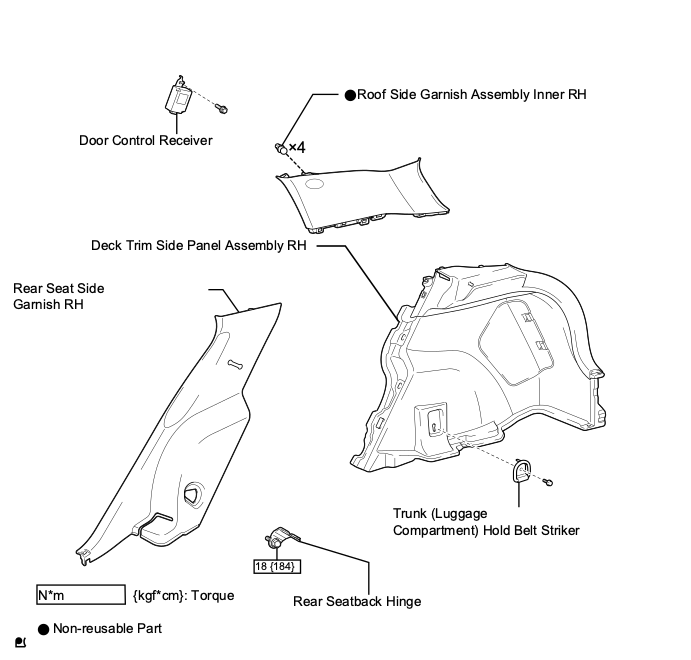 ●Roof Side Garnish Assembly Inner RH
Door Control Receiver
×4
Deck Trim Side Panel Assembly RH
Rear Seat Side
Garnish RH
Trunk (Luggage
Compartment) Hold Belt Striker
18 {184}
N*m {kgf*cm}: Torque
Rear Seatback Hinge
● Non-reusable Part